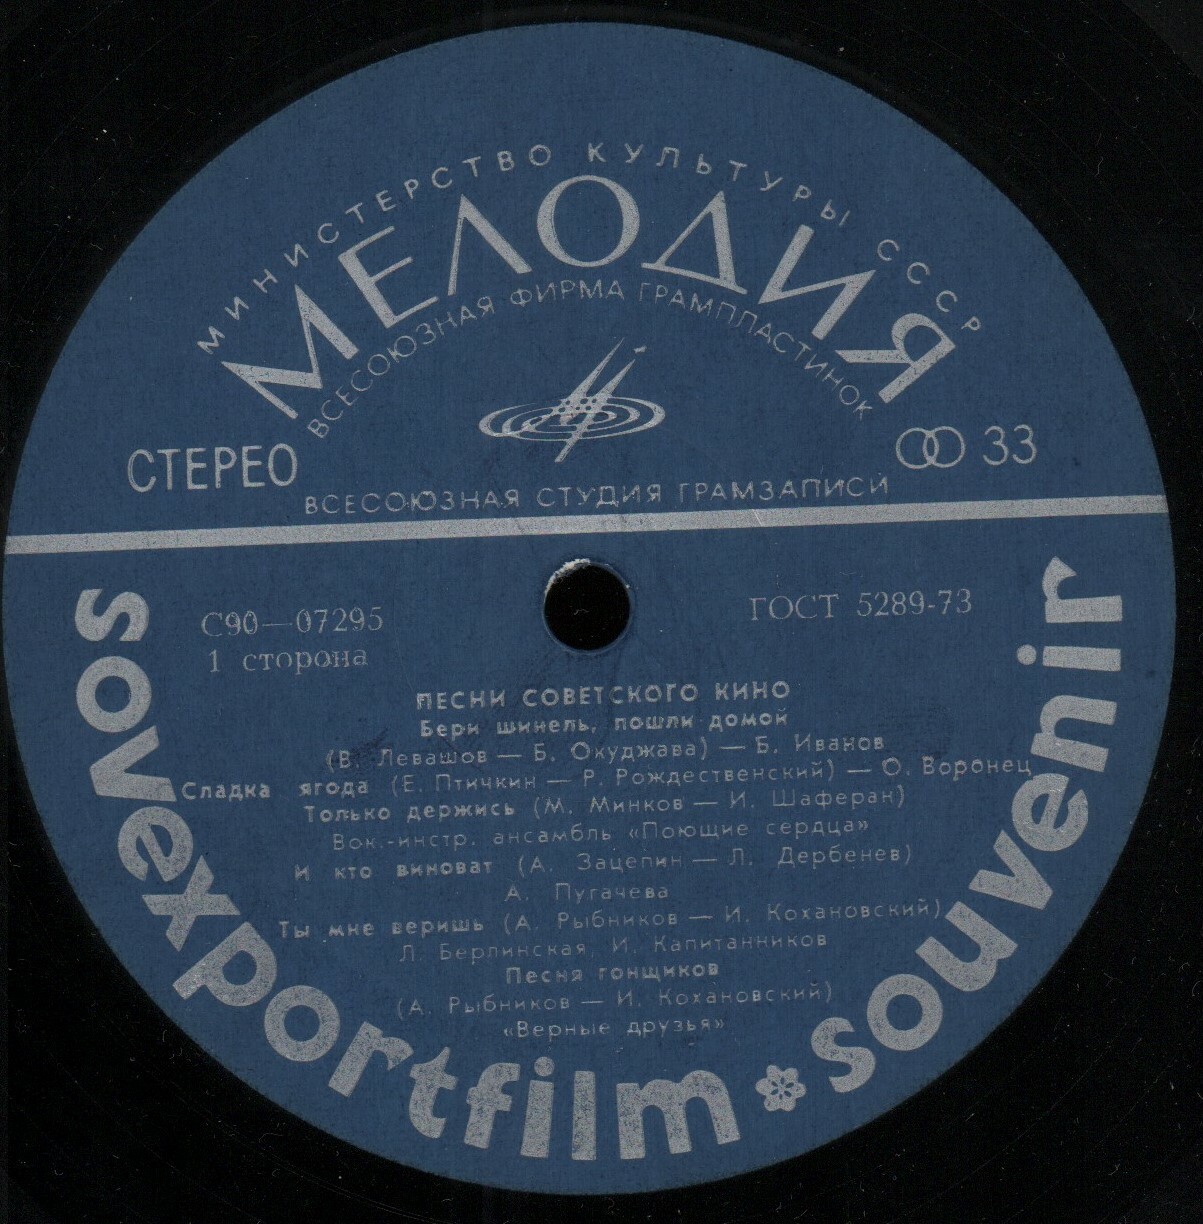 МИНИСТЕРСТВО КУЛЬТУРЫ СССР
МЕЛОДИЯ
ВСЕСОЮЗНАЯ ФИРМА ГРАМПЛАСТИНОК
СТЕРЕО
33
ВСЕСОЮЗНАЯ СТУДИЯ ГРАМЗАПИСИ
С90—07295
ГОСТ 5289-73
1 сторона
ПЕСНИ СОВЕТСКОГО КИНО
Бери шинель, пошли домой
(В. Левашов — Б. Окуджава) — Б. Иванов
Сладка ягода (Е. Птичкин — Р. Рождественский) — О. Воронец
Только держись (М. Минков — И. Шаферан)
Вок.-инстр. ансамбль «Поющие сердца»
И кто виноват (А. Зацепин — Л. Дербенев)
А. Пугачева
Ты мне веришь (А. Рыбников — И. Кохановский)
Л. Берлинская, И. Капитанников
Песня гонщиков
(А. Рыбников — И. Кохановский)
«Верные друзья»
sovexportfilm souvenir